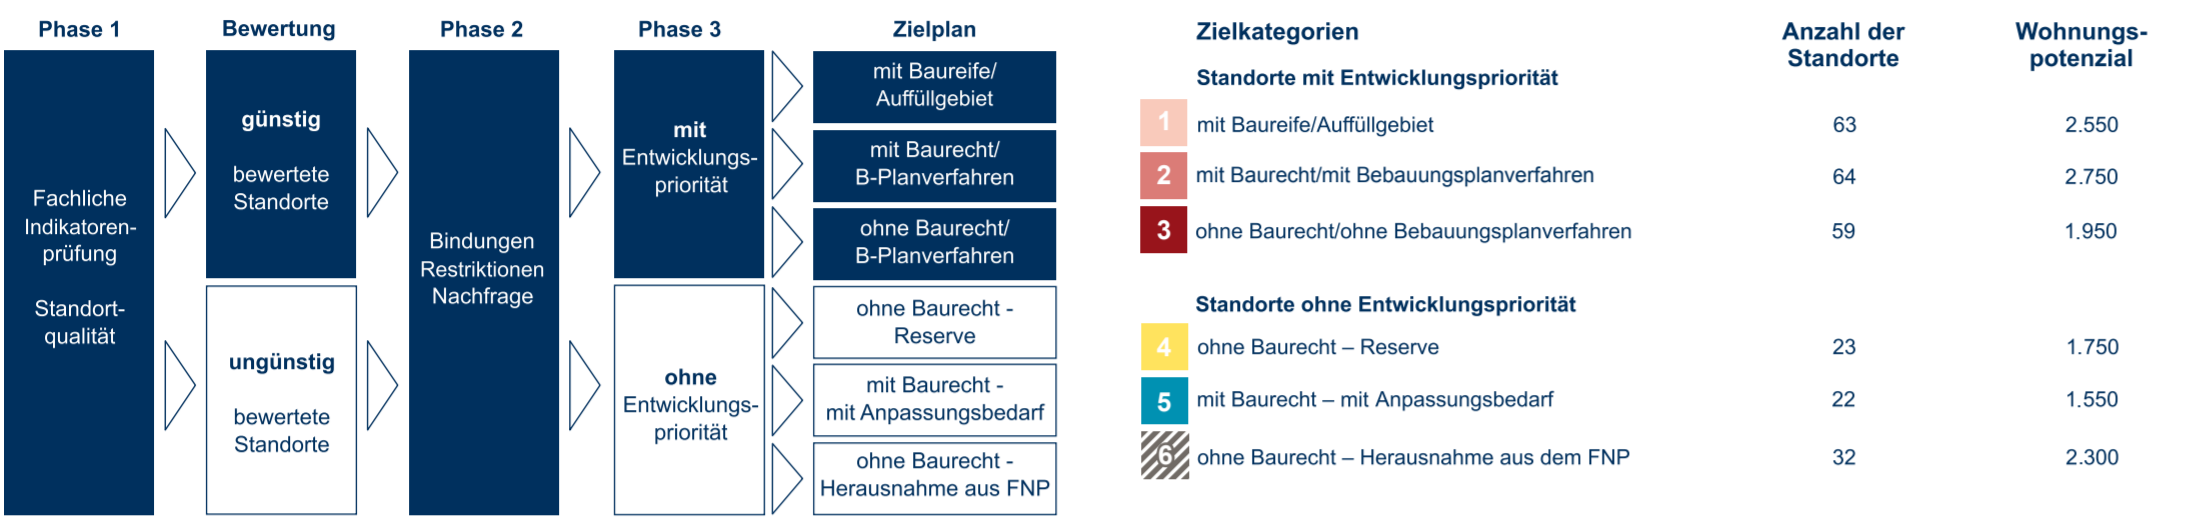 Phase 1
Fachliche
Indikatoren-
prüfung
Standort-
qualität
Bewertung
günstig
bewertete
Standorte
ungünstig
bewertete
Standorte
Phase 2
Bindungen
Restriktionen
Nachfrage
Phase 3
mit
Entwicklungs-
priorität
ohne
Entwicklungs-
priorität
Zielplan
mit Baureife/
Auffüllgebiet
mit Baurecht/
B-Planverfahren
ohne Baurecht/
B-Planverfahren
ohne Baurecht -
Reserve
mit Baurecht -
mit Anpassungsbedarf
ohne Baurecht -
Herausnahme aus FNP
Zielkategorien Anzahl der Wohnungs-
Standorte potenzial
Standorte mit Entwicklungspriorität
1 mit Baureife/Auffüllgebiet 63 2.550
2 mit Baurecht/mit Bebauungsplanverfahren 64 2.750
3 ohne Baurecht/ohne Bebauungsplanverfahren 59 1.950
Standorte ohne Entwicklungspriorität
4 ohne Baurecht – Reserve 23 1.750
5 mit Baurecht – mit Anpassungsbedarf 22 1.550
6 ohne Baurecht – Herausnahme aus dem FNP 32 2.300